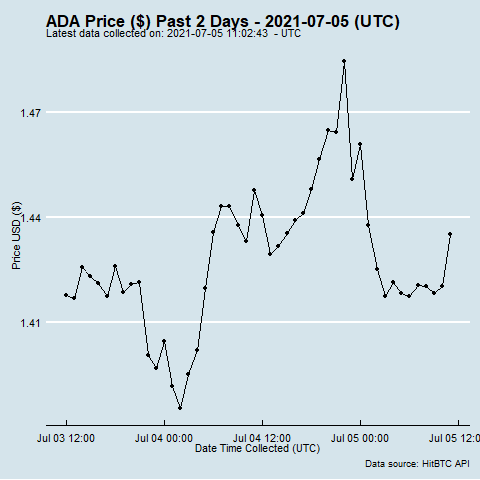 ADA Price ($) Past 2 Days - 2021-07-05 (UTC)
Latest data collected on: 2021-07-05 11:02:43 - UTC
1.47
1.44
1.41
Price USD ($)
Jul 03 12:00
Jul 04 00:00
Jul 04 12:00
Jul 05 00:00
Jul 05 12:00
Date Time Collected (UTC)
Data source: HitBTC API